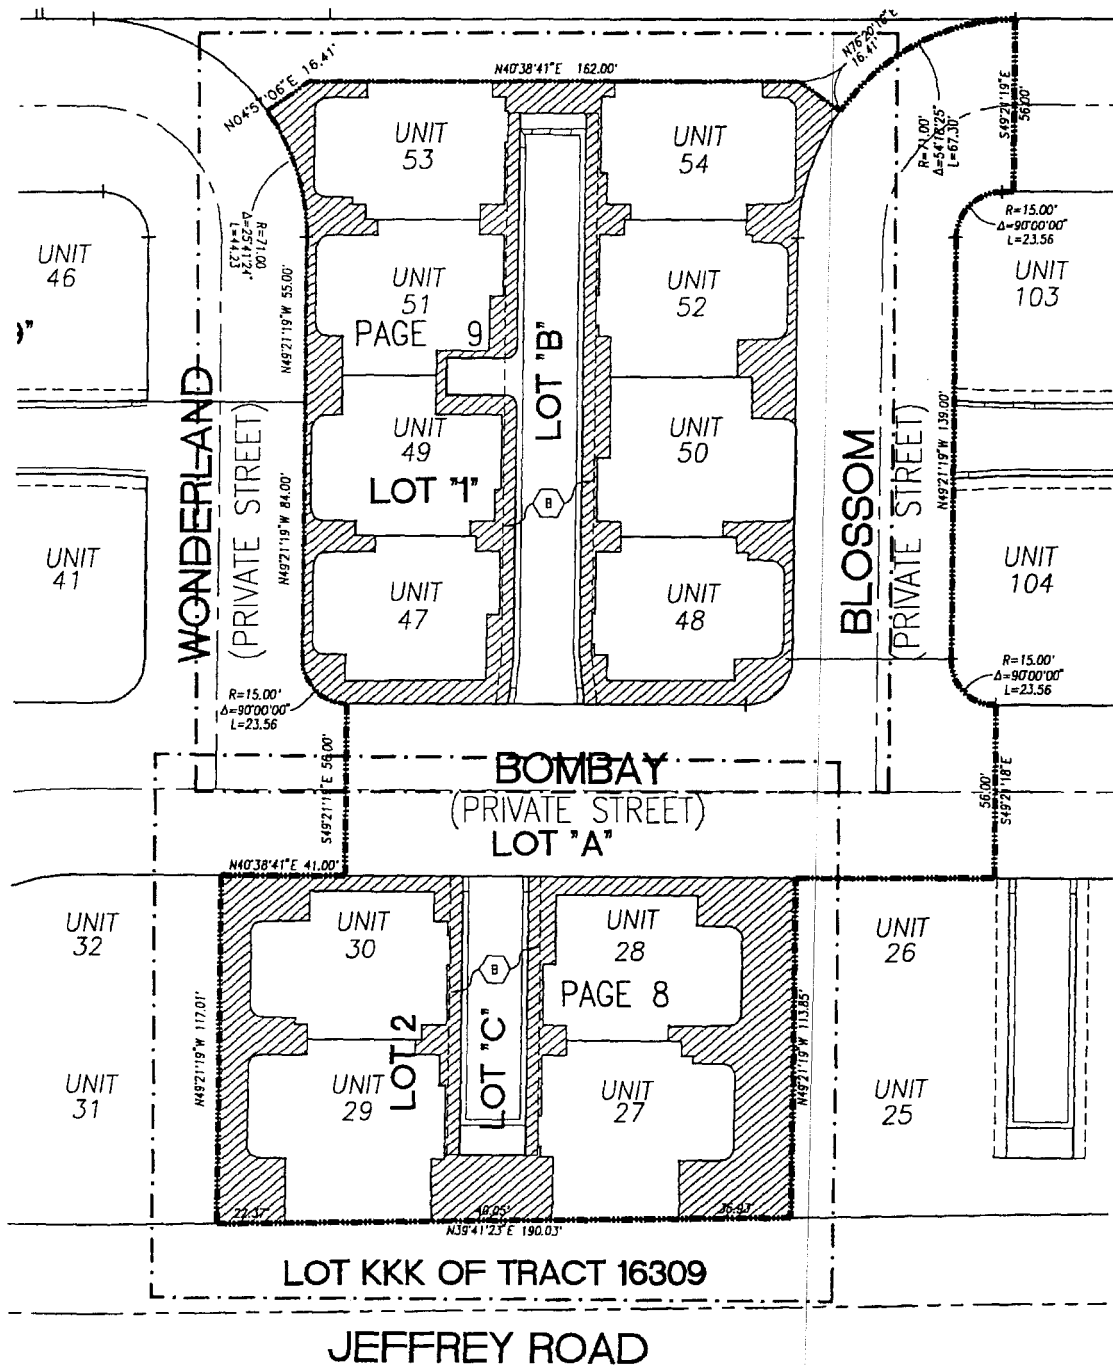 N04°57'06"E 16.41'
N40°38'41"E 162.00'
N76°20'16"E
16.41'
R=71.00'
Δ=54°18'25"
L=67.30'
S49°21'19"E
56.00'
UNIT
53
UNIT
54
R=15.00'
Δ=90°00'00"
L=23.56
UNIT
46
R=71.00
Δ=25°41'24"
L=44.23
N49°21'19"W 55.00'
UNIT
51
UNIT
52
UNIT
103
PAGE 9
9"
LOT "B"
WONDERLAND
(PRIVATE STREET)
UNIT
49
UNIT
50
LOT "1"
B
BLOSSOM
(PRIVATE STREET)
N49°21'19"W 139.00'
N49°21'19"W 84.00'
UNIT
41
UNIT
47
UNIT
48
UNIT
104
R=15.00'
Δ=90°00'00"
L=23.56
R=15.00'
Δ=90°00'00"
L=23.56
S49°21'19"E 56.00'
BOMBAY
(PRIVATE STREET)
LOT "A"
56.00'
S49°21'18"E
N40°38'41"E 41.00'
UNIT
32
UNIT
30
UNIT
28
UNIT
26
B
PAGE 8
N49°21'19"W 117.01'
LOT 2
LOT "C"
N49°21'19"W 113.85'
UNIT
31
UNIT
29
UNIT
27
UNIT
25
22.37'
40.05'
36.93'
N39°41'23"E 190.03'
LOT KKK OF TRACT 16309
JEFFREY ROAD